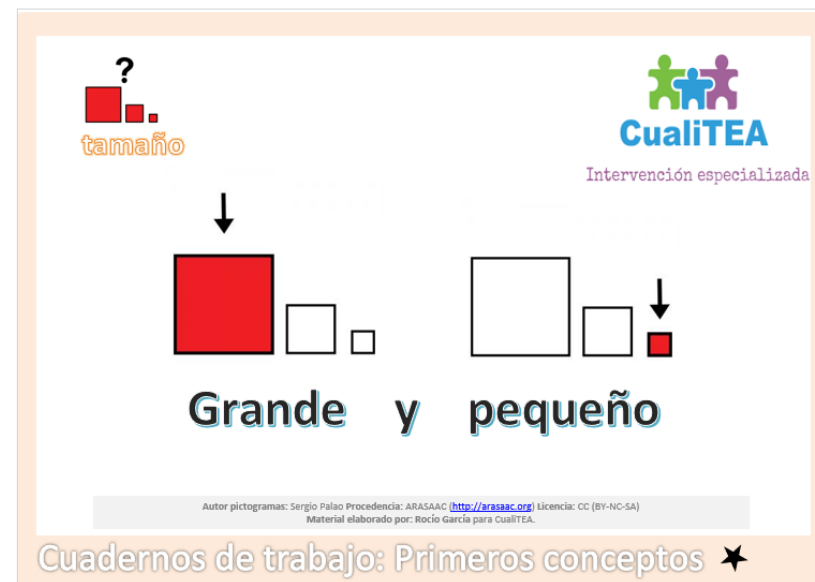 ?
tamaño
CualiTEA
Intervención especializada
Grande y pequeño
Autor pictogramas: Sergio Palao Procedencia: ARASAAC (http://arasaac.org) Licencia: CC (BY-NC-SA)
Material elaborado por: Rocío García para CualiTEA.
Cuadernos de trabajo: Primeros conceptos